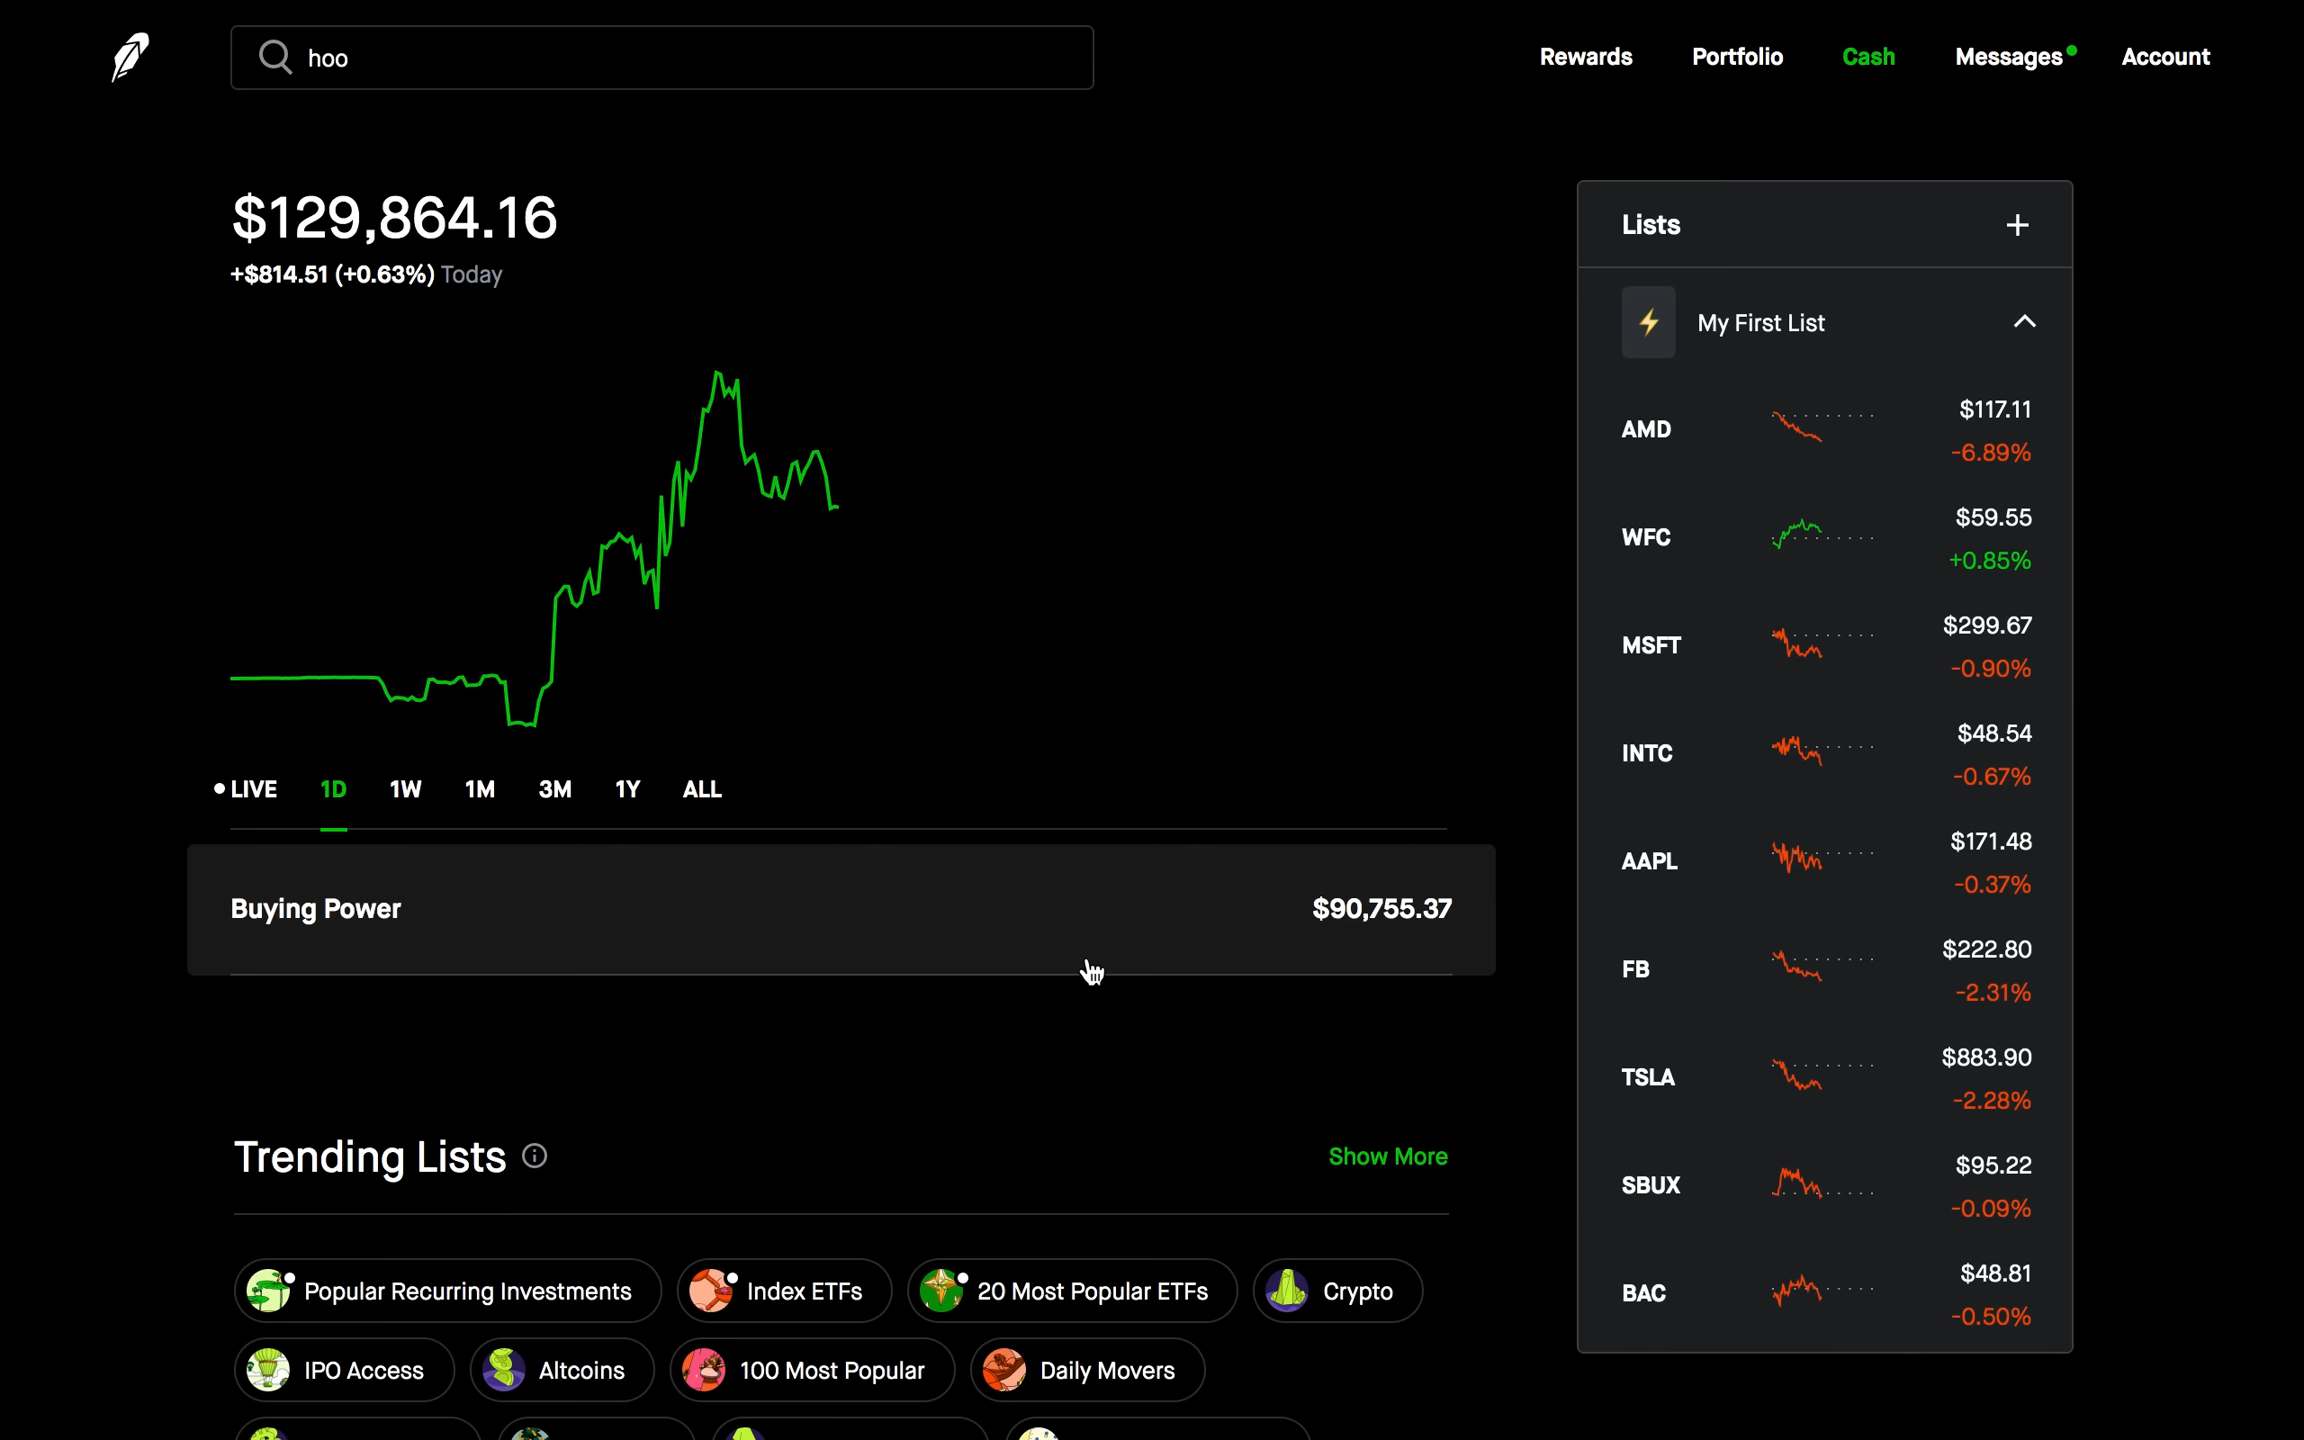 hoo
Rewards
Portfolio
Cash
Messages
Account
$129,864.16
+$814.51 (+0.63%) Today
LIVE
1D
1W
1M
3M
1Y
ALL
Buying Power
$90,755.37
Trending Lists
Show More
Popular Recurring Investments
Index ETFs
20 Most Popular ETFs
Crypto
IPO Access
Altcoins
100 Most Popular
Daily Movers
Lists
My First List
AMD
$117.11
-6.89%
WFC
$59.55
+0.85%
MSFT
$299.67
-0.90%
INTC
$48.54
-0.67%
AAPL
$171.48
-0.37%
FB
$222.80
-2.31%
TSLA
$883.90
-2.28%
SBUX
$95.22
-0.09%
BAC
$48.81
-0.50%